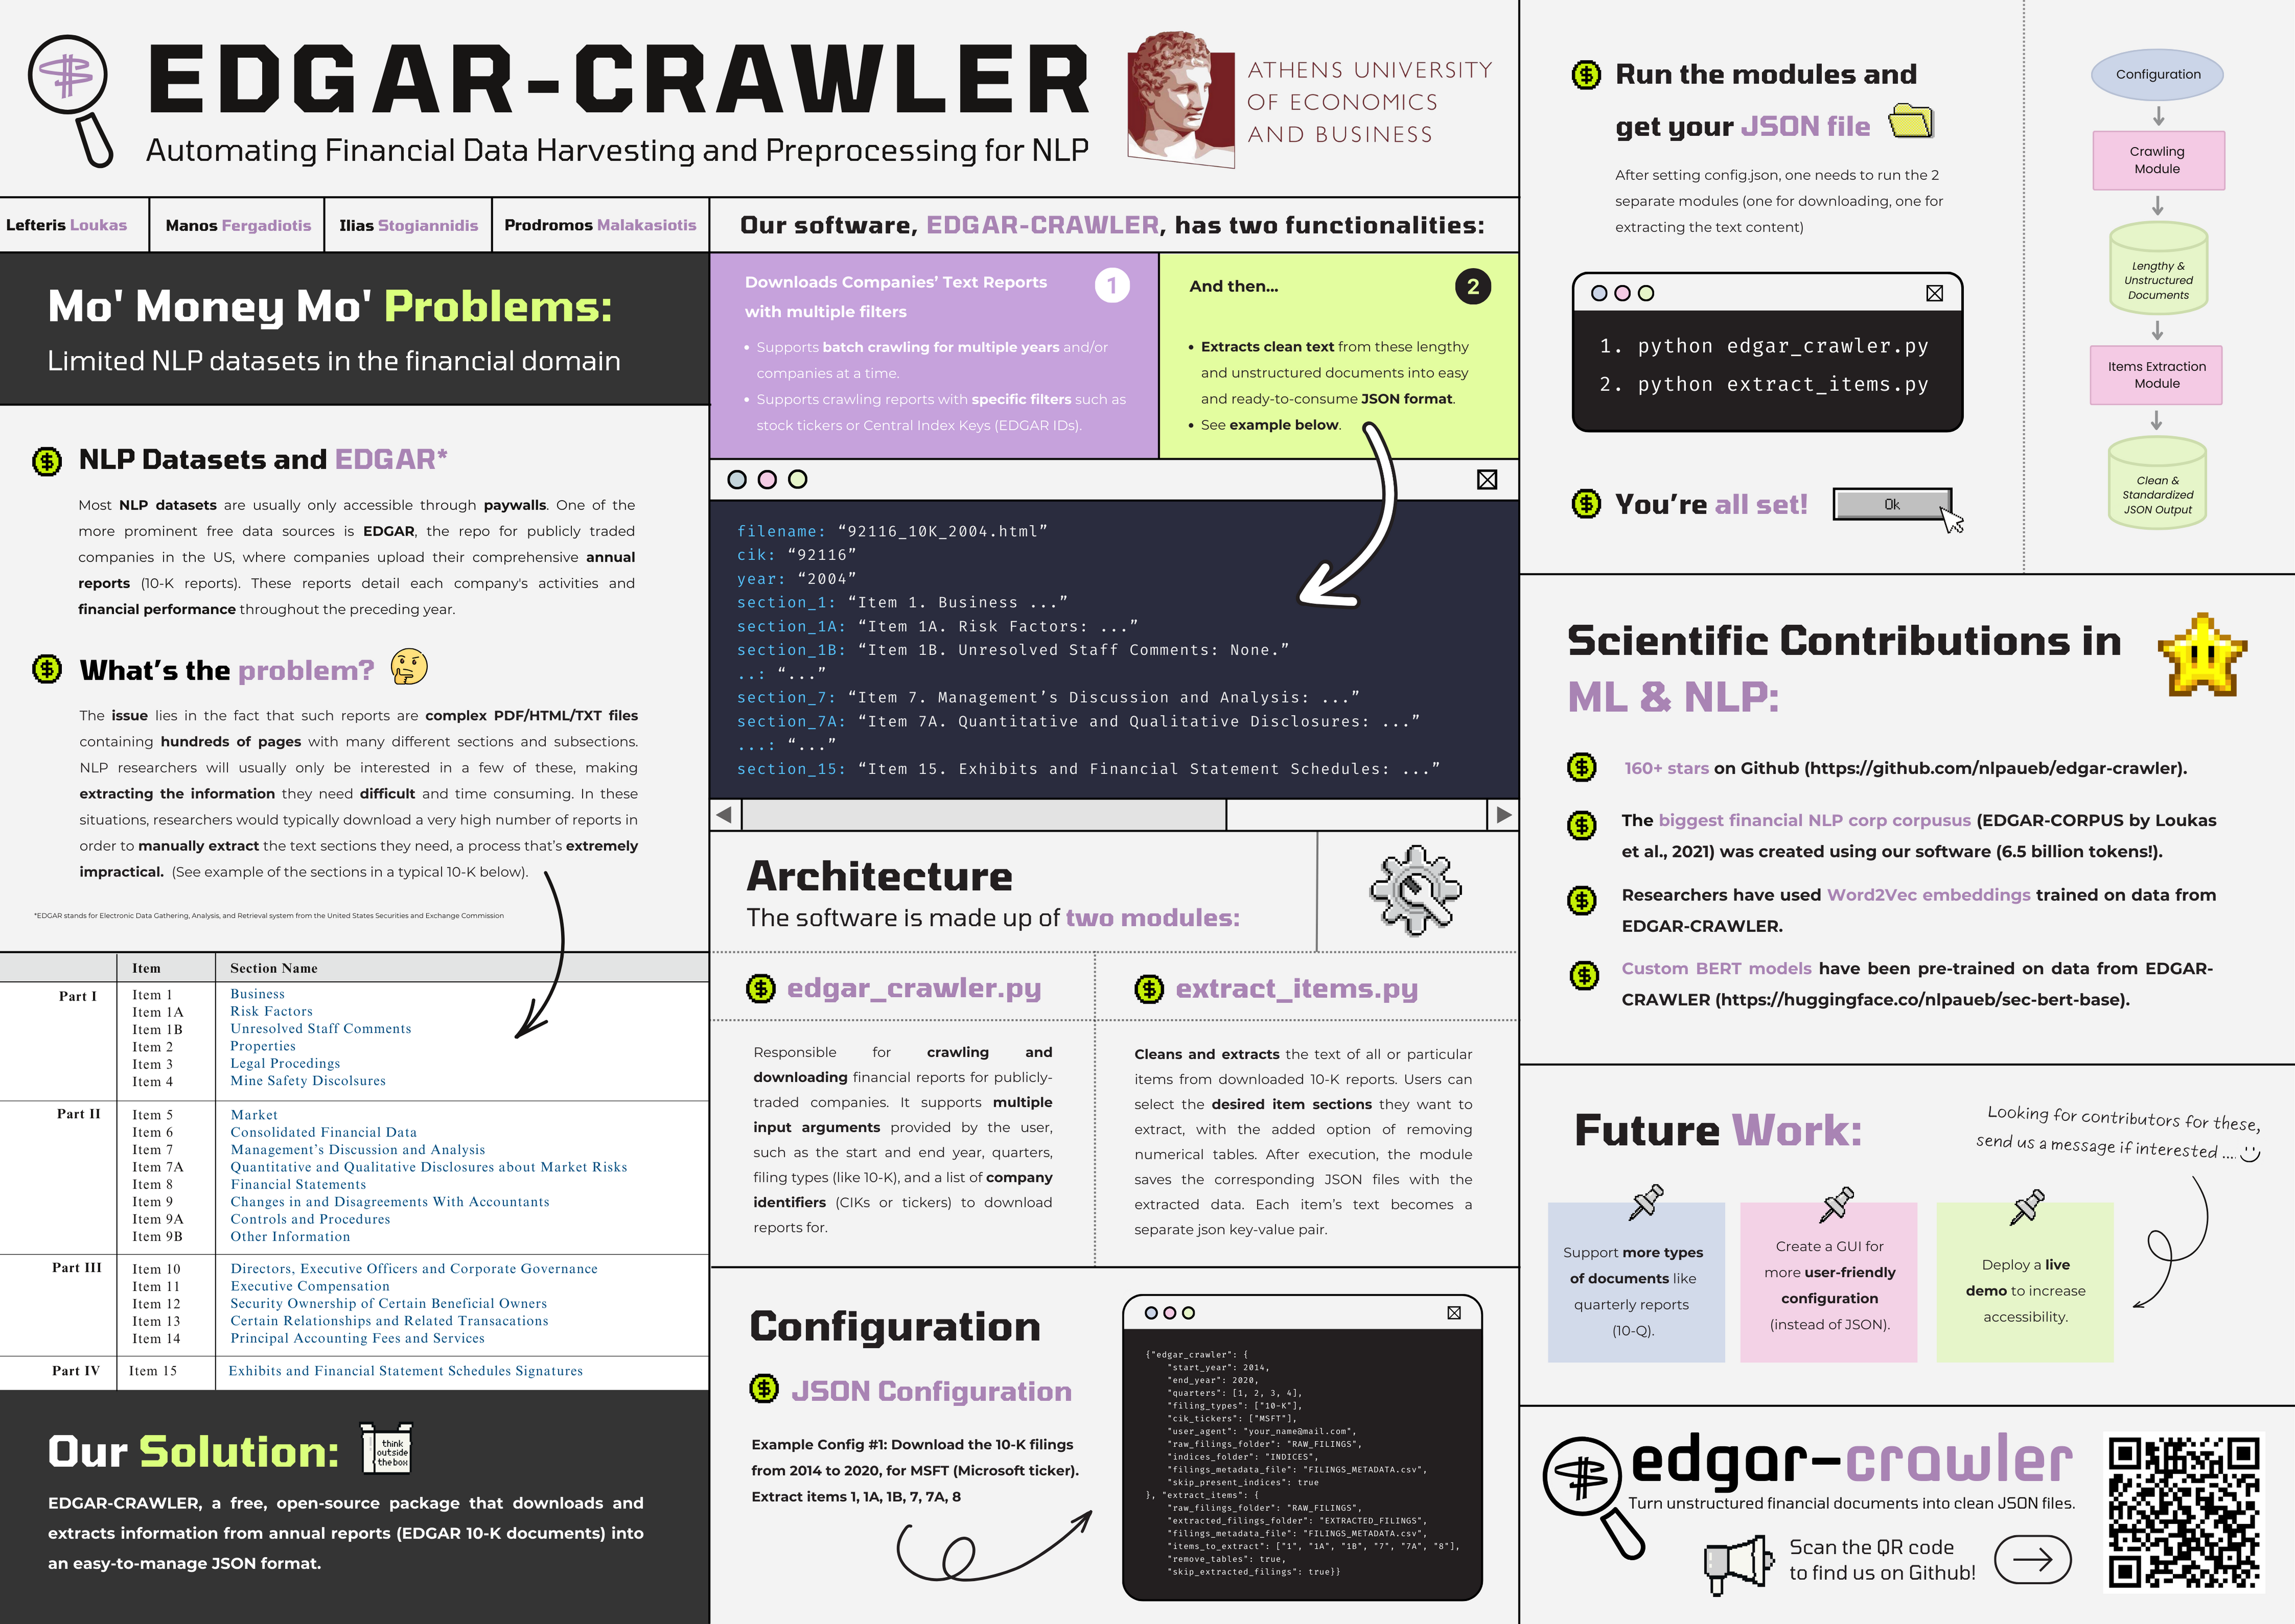 EDGAR-CRAWLER
Automating Financial Data Harvesting and Preprocessing for NLP
ATHENS UNIVERSITY
OF ECONOMICS
AND BUSINESS
Lefteris Loukas
Manos Fergadiotis
Ilias Stogiannidis
Prodromos Malakasiotis
Mo' Money Mo' Problems:
Limited NLP datasets in the financial domain
NLP Datasets and EDGAR*
Most NLP datasets are usually only accessible through paywalls. One of the
more prominent free data sources is EDGAR, the repo for publicly traded
companies in the US, where companies upload their comprehensive annual
reports (10-K reports). These reports detail each company's activities and
financial performance throughout the preceding year.
What's the problem?
The issue lies in the fact that such reports are complex PDF/HTML/TXT files
containing hundreds of pages with many different sections and subsections.
NLP researchers will usually only be interested in a few of these, making
extracting the information they need difficult and time consuming. In these
situations, researchers would typically download a very high number of reports in
order to manually extract the text sections they need, a process that's extremely
impractical. (See example of the sections in a typical 10-K below).
*EDGAR stands for Electronic Data Gathering, Analysis, and Retrieval system from the United States Securities and Exchange Commission
Item Section Name
Part I Item 1 Business
Item 1A Risk Factors
Item 1B Unresolved Staff Comments
Item 2 Properties
Item 3 Legal Procedings
Item 4 Mine Safety Discolsures
Part II Item 5 Market
Item 6 Consolidated Financial Data
Item 7 Management's Discussion and Analysis
Item 7A Quantitative and Qualitative Disclosures about Market Risks
Item 8 Financial Statements
Item 9 Changes in and Disagreements With Accountants
Item 9A Controls and Procedures
Item 9B Other Information
Part III Item 10 Directors, Executive Officers and Corporate Governance
Item 11 Executive Compensation
Item 12 Security Ownership of Certain Beneficial Owners
Item 13 Certain Relationships and Related Transacations
Item 14 Principal Accounting Fees and Services
Part IV Item 15 Exhibits and Financial Statement Schedules Signatures
Our Solution:
think
outside
the box
EDGAR-CRAWLER, a free, open-source package that downloads and
extracts information from annual reports (EDGAR 10-K documents) into
an easy-to-manage JSON format.
Our software, EDGAR-CRAWLER, has two functionalities:
Downloads Companies' Text Reports
with multiple filters
1
• Supports batch crawling for multiple years and/or
companies at a time.
• Supports crawling reports with specific filters such as
stock tickers or Central Index Keys (EDGAR IDs).
And then...
2
• Extracts clean text from these lengthy
and unstructured documents into easy
and ready-to-consume JSON format.
• See example below.
filename: “92116_10K_2004.html”
cik: “92116”
year: “2004”
section_1: “Item 1. Business ...”
section_1A: “Item 1A. Risk Factors: ...”
section_1B: “Item 1B. Unresolved Staff Comments: None.”
..: “...”
section_7: “Item 7. Management’s Discussion and Analysis: ...”
section_7A: “Item 7A. Quantitative and Qualitative Disclosures: ...”
...: “...”
section_15: “Item 15. Exhibits and Financial Statement Schedules: ...”
Architecture
The software is made up of two modules:
edgar_crawler.py
Responsible for crawling and
downloading financial reports for publicly-
traded companies. It supports multiple
input arguments provided by the user,
such as the start and end year, quarters,
filing types (like 10-K), and a list of company
identifiers (CIKs or tickers) to download
reports for.
extract_items.py
Cleans and extracts the text of all or particular
items from downloaded 10-K reports. Users can
select the desired item sections they want to
extract, with the added option of removing
numerical tables. After execution, the module
saves the corresponding JSON files with the
extracted data. Each item's text becomes a
separate json key-value pair.
Configuration
JSON Configuration
Example Config #1: Download the 10-K filings
from 2014 to 2020, for MSFT (Microsoft ticker).
Extract items 1, 1A, 1B, 7, 7A, 8
{"edgar_crawler": {
"start_year": 2014,
"end_year": 2020,
"quarters": [1, 2, 3, 4],
"filing_types": ["10-K"],
"cik_tickers": ["MSFT"],
"user_agent": "your_name@mail.com",
"raw_filings_folder": "RAW_FILINGS",
"indices_folder": "INDICES",
"filings_metadata_file": "FILINGS_METADATA.csv",
"skip_present_indices": true
}, "extract_items": {
"raw_filings_folder": "RAW_FILINGS",
"extracted_filings_folder": "EXTRACTED_FILINGS",
"filings_metadata_file": "FILINGS_METADATA.csv",
"items_to_extract": ["1", "1A", "1B", "7", "7A", "8"],
"remove_tables": true,
"skip_extracted_filings": true}}
Run the modules and
get your JSON file
After setting config.json, one needs to run the 2
separate modules (one for downloading, one for
extracting the text content)
1. python edgar_crawler.py
2. python extract_items.py
You're all set!
Ok
Configuration
Crawling
Module
Lengthy &
Unstructured
Documents
Items Extraction
Module
Clean &
Standardized
JSON Output
Scientific Contributions in
ML & NLP:
160+ stars on Github (https://github.com/nlpaueb/edgar-crawler).
The biggest financial NLP corp corpusus (EDGAR-CORPUS by Loukas
et al., 2021) was created using our software (6.5 billion tokens!).
Researchers have used Word2Vec embeddings trained on data from
EDGAR-CRAWLER.
Custom BERT models have been pre-trained on data from EDGAR-
CRAWLER (https://huggingface.co/nlpaueb/sec-bert-base).
Future Work:
Looking for contributors for these,
send us a message if interested ....
Support more types
of documents like
quarterly reports
(10-Q).
Create a GUI for
more user-friendly
configuration
(instead of JSON).
Deploy a live
demo to increase
accessibility.
edgar-crawler
Turn unstructured financial documents into clean JSON files.
Scan the QR code
to find us on Github!